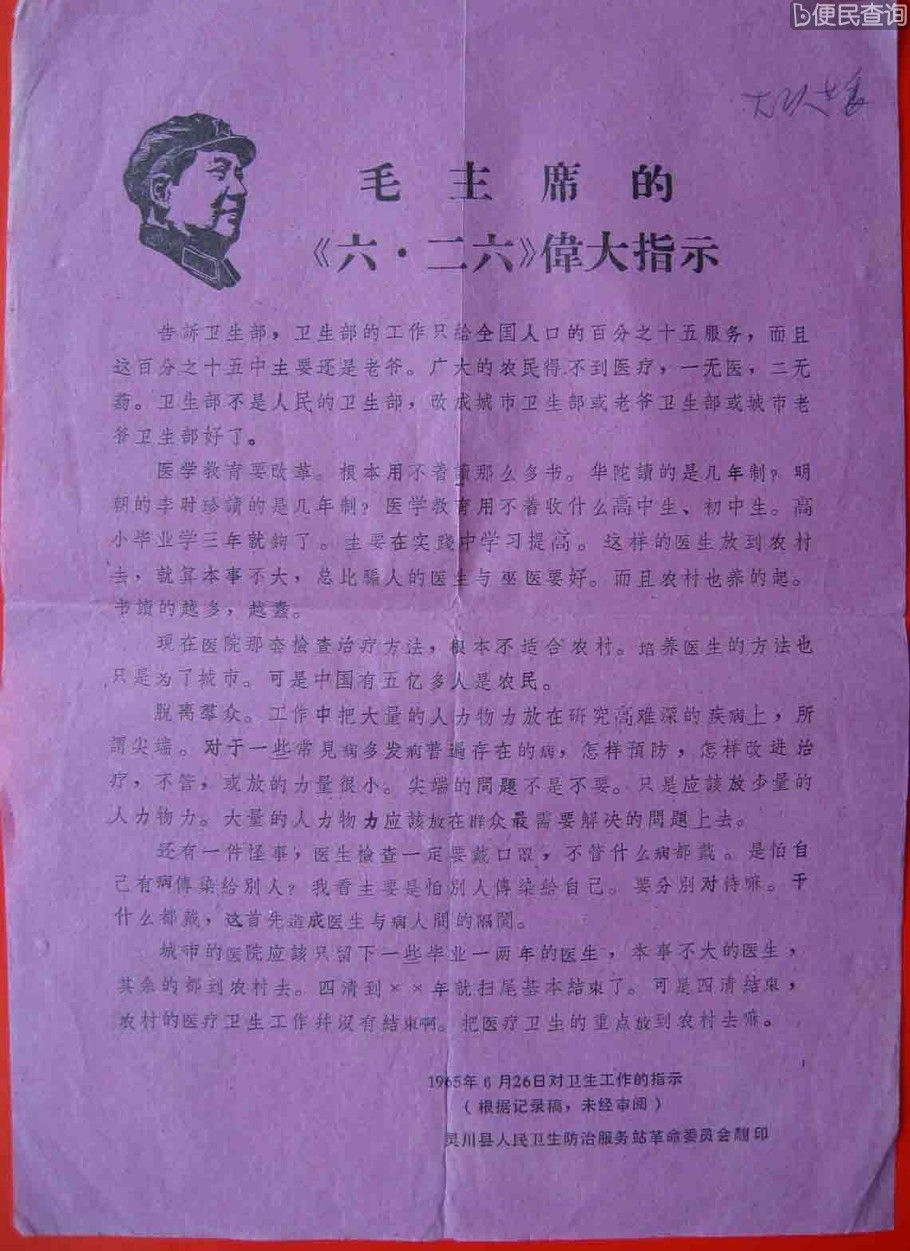 便民查询
毛主席的
《六·二六》偉大指示
告訴卫生部，卫生部的工作只給全国人口的百分之十五服务，而且
这百分之十五中主要还是老爷。广大的农民得不到医疗，一无医，二无
葯。卫生部不是人民的卫生部，改成城市卫生部或老爷卫生部或城市老
爷卫生部好了。
医学教育要改革。根本用不着讀那么多书。华陀讀的是几年制？明
朝的李时珍讀的是几年制？医学教育用不着收什么高中生、初中生。高
小毕业学三年就夠了。主要在实踐中学习提高。这样的医生放到农村
去，就算本事不大，总比騙人的医生与巫医要好。而且农村也养的起。
书讀的越多，越蠢。
現在医院那套检查治疗方法，根本不适合农村。培养医生的方法也
只是为了城市。可是中国有五亿多人是农民。
脫离羣众。工作中把大量的人力物力放在研究高难深的疾病上，所
謂尖端。对于一些常見病多发病普遍存在的病，怎样預防，怎样改进治
疗，不管，或放的力量很小。尖端的問題不是不要。只是应該放少量的
人力物力。大量的人力物力应該放在群众最需要解决的問題上去。
还有一件怪事，医生檢查一定要戴口罩，不管什么病都戴。是怕自
己有病傳染給別人？我看主要是怕別人傳染給自己。要分別对待嘛。干
什么都戴，这首先造成医生与病人間的隔閡。
城市的医院应該只留下一些毕业一两年的医生，本事不大的医生，
其余的都到农村去。四清到××年就扫尾基本結束了。可是四清結束，
农村的医疗卫生工作并没有結束啊。把医疗卫生的重点放到农村去嘛。
1965年6月26日对卫生工作的指示
（根据记录稿，未经审阅）
灵川县人民卫生防治服务站革命委员会翻印